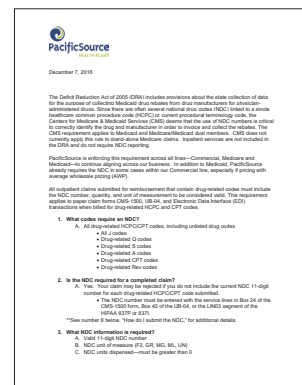 PacificSource
HEALTH PLANS
December 7, 2016
The Deficit Reduction Act of 2005 (DRA) includes provisions about the state collection of data
for the purpose of collecting Medicaid drug rebates from drug manufacturers for physician-
administered drugs. Since there are often several national drug codes (NDC) linked to a single
healthcare common procedure code (HCPC) or current procedural terminology code, the
Centers for Medicare & Medicaid Services (CMS) deems that the use of NDC numbers is critical
to correctly identify the drug and manufacturer in order to invoice and collect the rebates. The
CMS requirement applies to Medicaid and Medicare/Medicaid dual members. CMS does not
currently apply this rule to stand-alone Medicare claims. Inpatient services are not included in
the DRA and do not require NDC reporting.
PacificSource is enforcing this requirement across all lines—Commercial, Medicare and
Medicaid—to continue aligning across our business. In addition to Medicaid, PacificSource
already requires the NDC in some cases within our Commercial line, especially if pricing with
average wholesale pricing (AWP).
All outpatient claims submitted for reimbursement that contain drug-related codes must include
the NDC number, quantity, and unit of measurement to be considered valid. This requirement
applies to paper claim forms CMS-1500, UB-04, and Electronic Data Interface (EDI)
transactions when billed for drug-related HCPC and CPT codes.
1. What codes require an NDC?
A. All drug-related HCPC/CPT codes, including unlisted drug codes
• All J codes
• Drug-related Q codes
• Drug-related S codes
• Drug-related A codes
• Drug-related CPT codes
• Drug-related Rev codes
2. Is the NDC required for a completed claim?
A. Yes. Your claim may be rejected if you do not include the current NDC 11-digit
number for each drug-related HCPC/CPT code submitted.
• The NDC number must be entered with the service lines in Box 24 of the
CMS-1500 form, Box 43 of the UB-04, or the LIN03 segment of the
HIPAA 837P or 837I.
**See number 8 below, "How do I submit the NDC," for additional details.
3. What NDC information is required?
A. Valid 11-digit NDC number
B. NDC unit of measure (F2, GR, MG, ML, UN)
C. NDC units dispensed—must be greater than 0